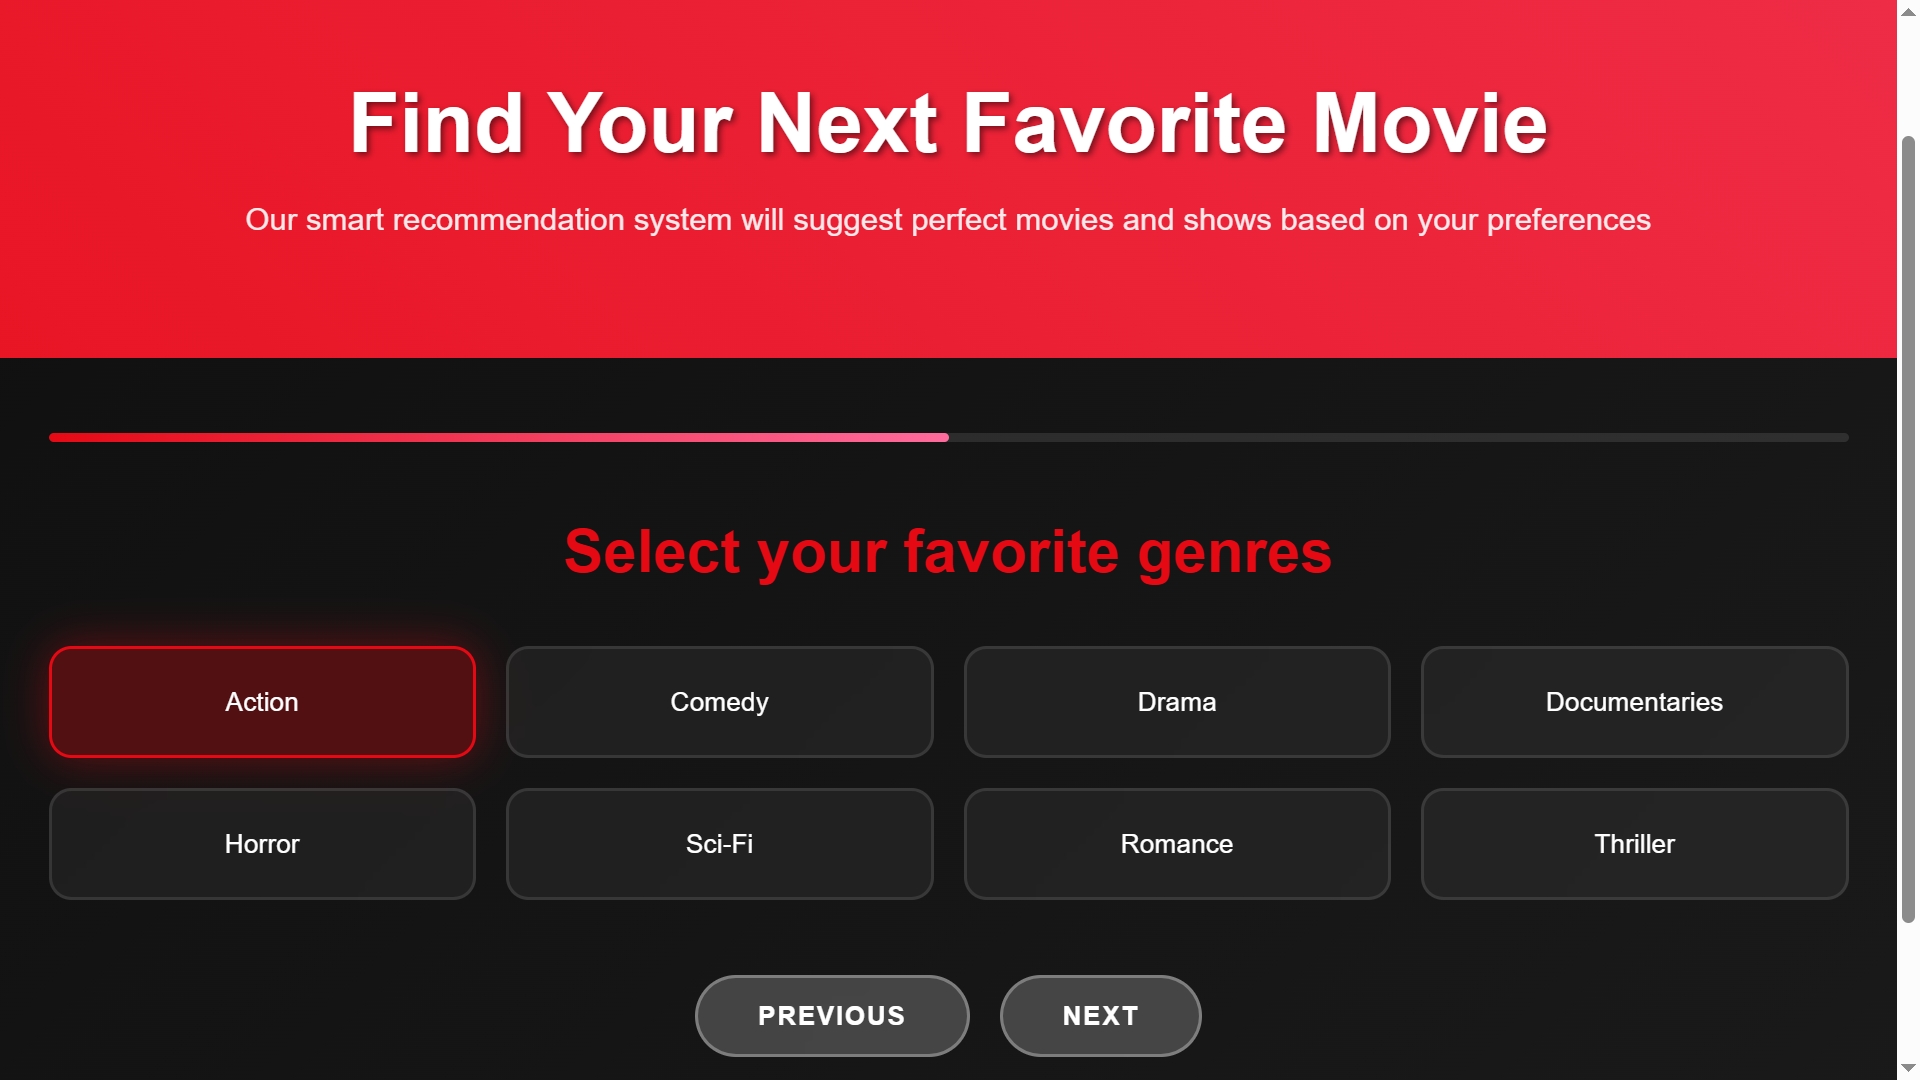 Find Your Next Favorite Movie
Our smart recommendation system will suggest perfect movies and shows based on your preferences
Select your favorite genres
Action
Comedy
Drama
Documentaries
Horror
Sci-Fi
Romance
Thriller
PREVIOUS
NEXT